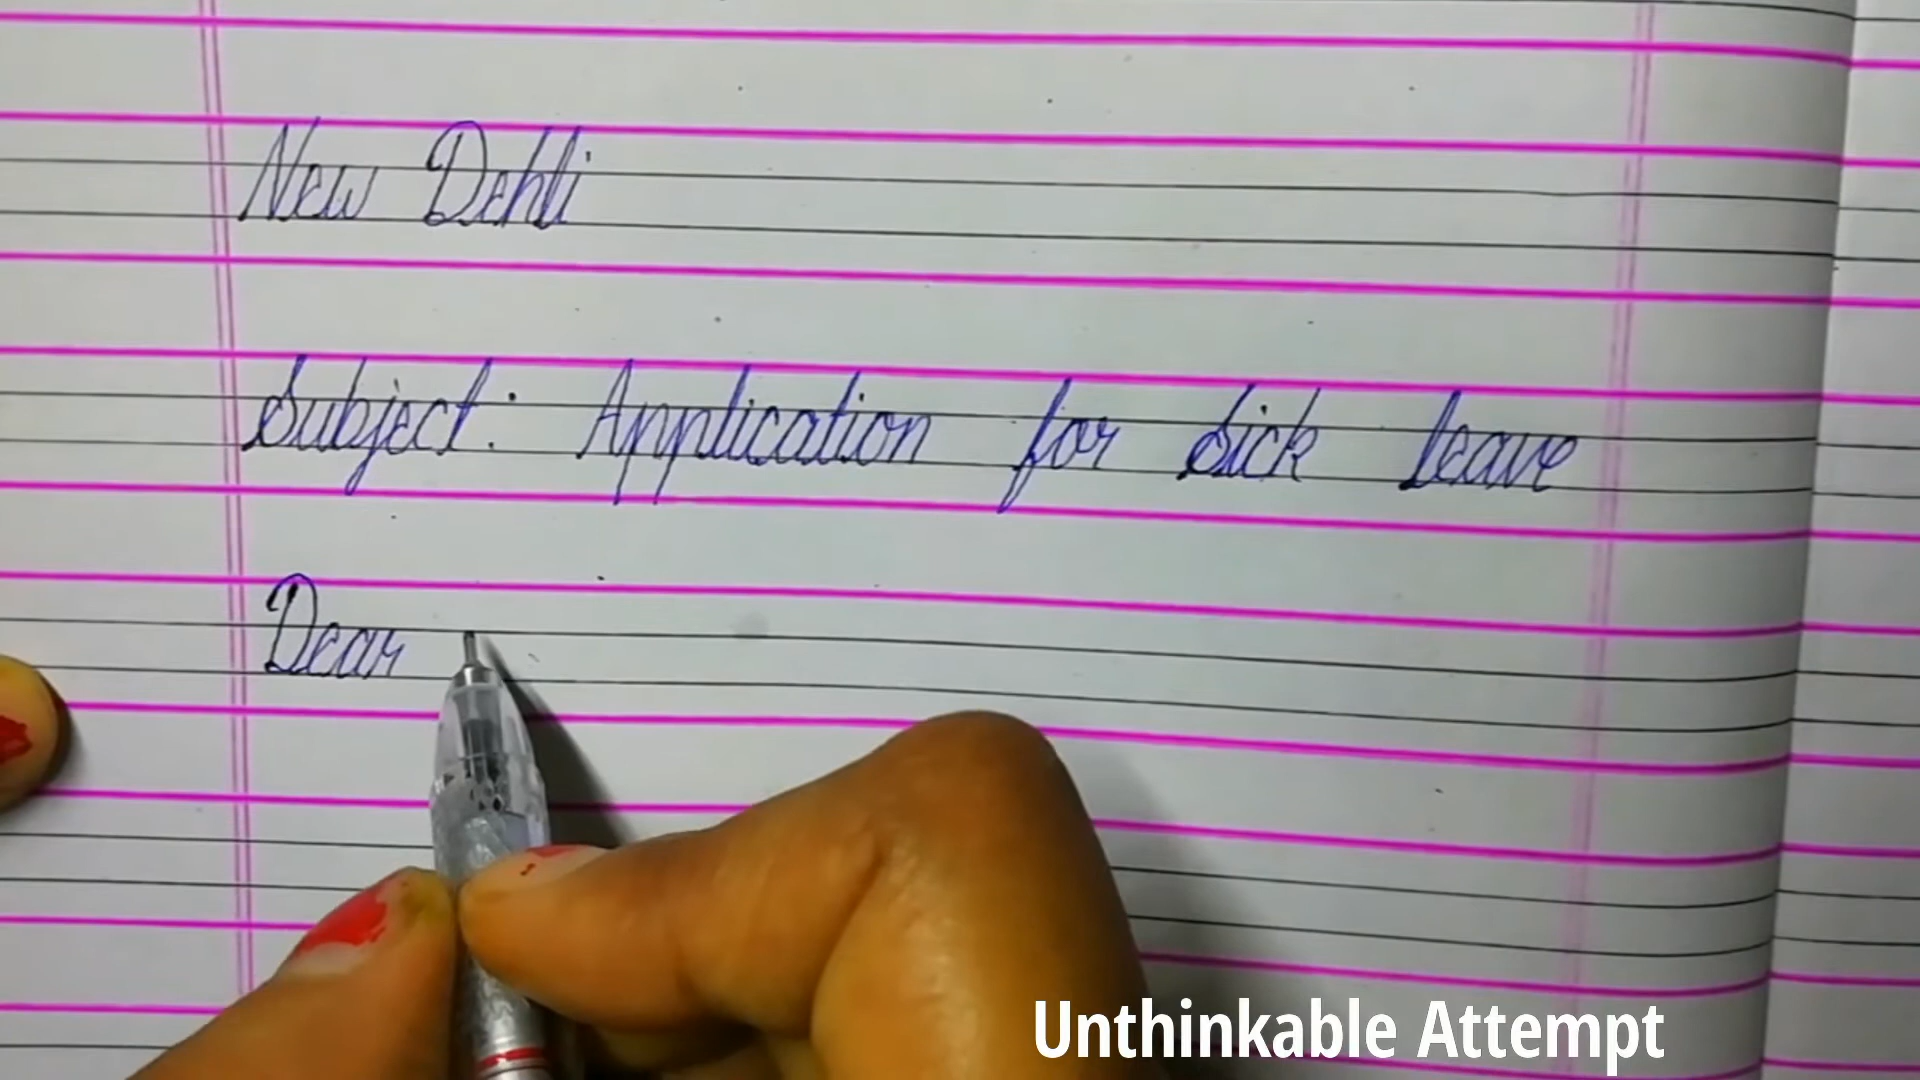 New Dehli
Subject: Application for Sick leave
Dear
Unthinkable Attempt